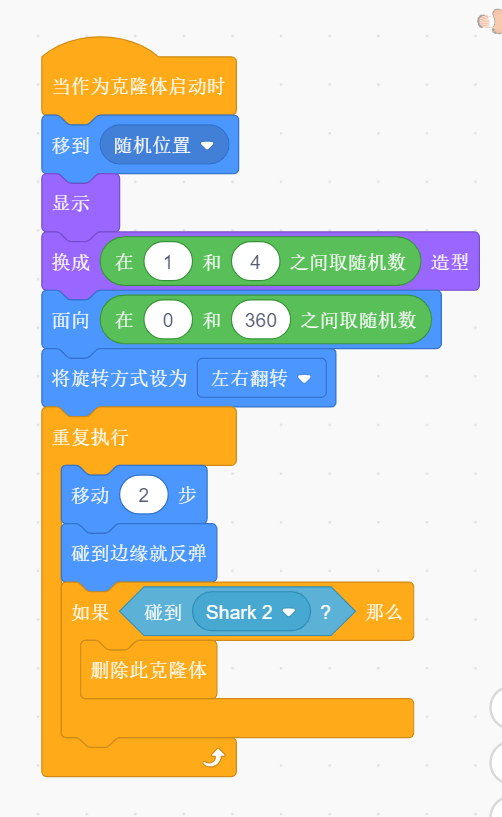 当作为克隆体启动时
移到 随机位置
显示
换成 在 1 和 4 之间取随机数 造型
面向 在 0 和 360 之间取随机数
将旋转方式设为 左右翻转
重复执行
移动 2 步
碰到边缘就反弹
如果 碰到 Shark 2 ? 那么
删除此克隆体